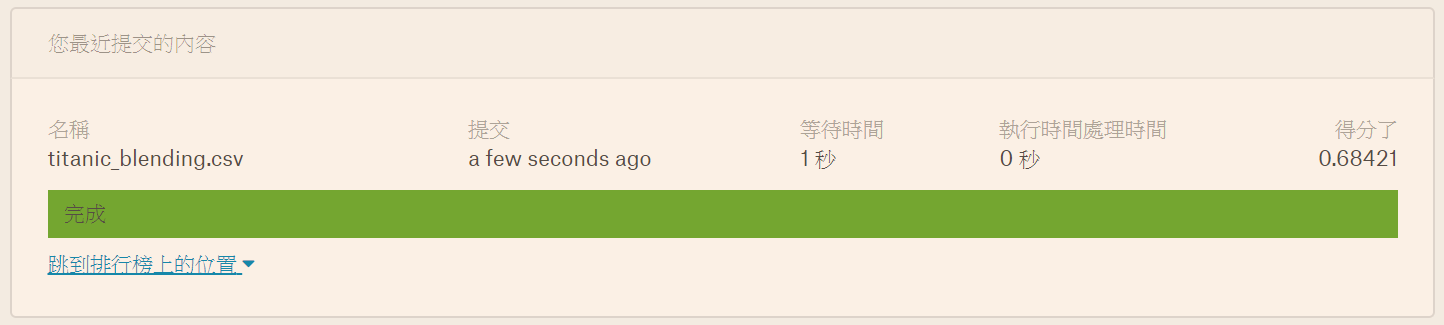 您最近提交的內容
名稱 提交 等待時間 執行時間處理時間 得分了
titanic_blending.csv a few seconds ago 1 秒 0 秒 0.68421
完成
跳到排行榜上的位置